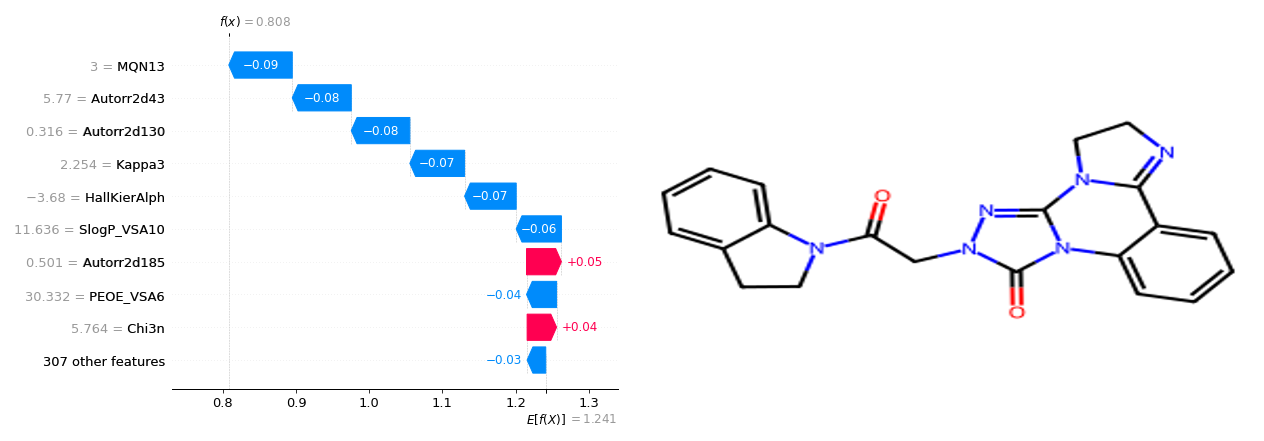 f(x) = 0.808
3 = MQN13
−0.09
5.77 = Autorr2d43
−0.08
0.316 = Autorr2d130
−0.08
2.254 = Kappa3
−0.07
−3.68 = HallKierAlph
−0.07
11.636 = SlogP_VSA10
−0.06
0.501 = Autorr2d185
+0.05
30.332 = PEOE_VSA6
−0.04
5.764 = Chi3n
+0.04
307 other features
−0.03
0.8 0.9 1.0 1.1 1.2 1.3
E[f(X)] = 1.241
N
O
N
N
O
N
N
N